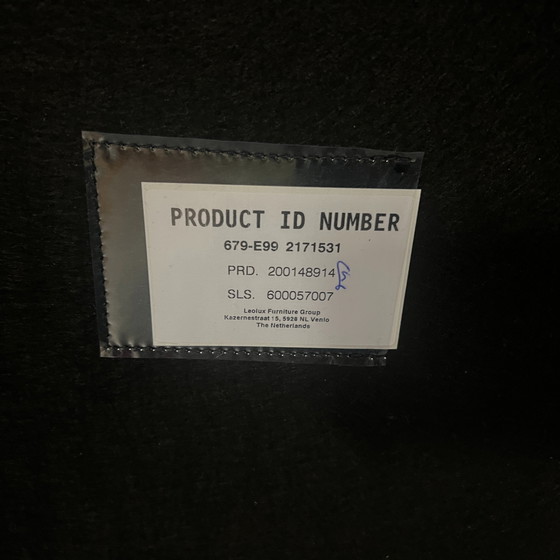 PRODUCT ID NUMBER
679-E99 2171531
PRD. 200148914
SLS. 600057007
Leolux Furniture Group
Kazernestraat 15, 5928 NL Venlo
The Netherlands